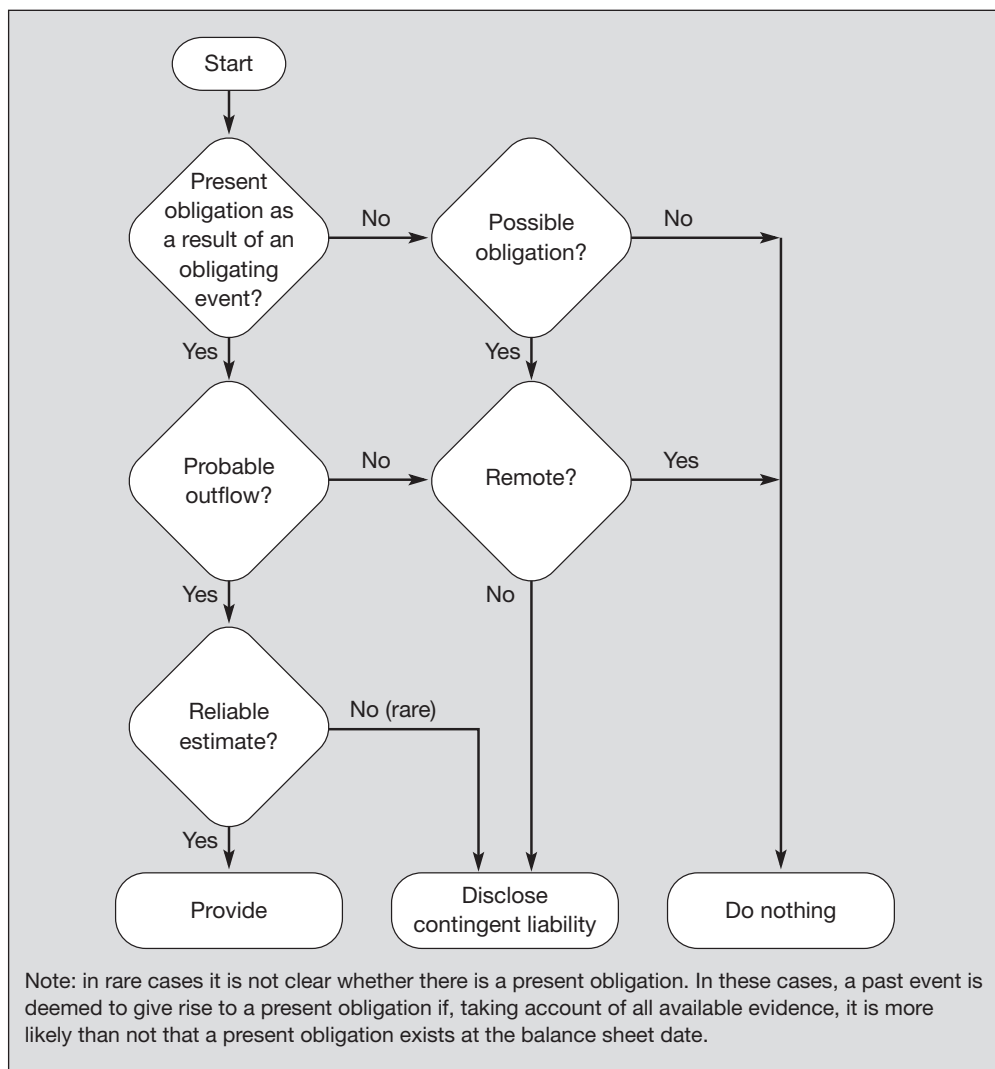 Start
Present
obligation as
a result of an
obligating
event?
No
Possible
obligation?
No
Yes
Yes
Probable
outflow?
No
Remote?
Yes
Yes
No
Reliable
estimate?
No (rare)
Yes
Provide
Disclose
contingent liability
Do nothing
Note: in rare cases it is not clear whether there is a present obligation. In these cases, a past event is
deemed to give rise to a present obligation if, taking account of all available evidence, it is more
likely than not that a present obligation exists at the balance sheet date.